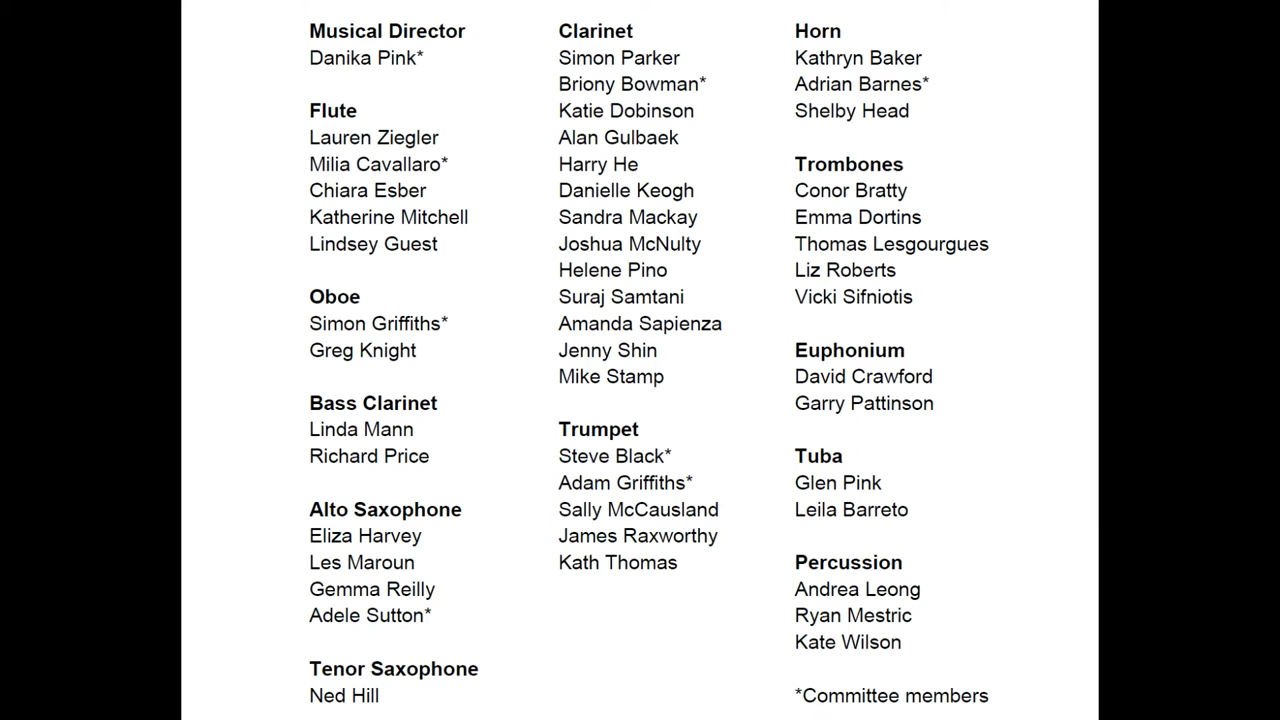 Musical Director
Danika Pink*
Flute
Lauren Ziegler
Milia Cavallaro*
Chiara Esber
Katherine Mitchell
Lindsey Guest
Oboe
Simon Griffiths*
Greg Knight
Bass Clarinet
Linda Mann
Richard Price
Alto Saxophone
Eliza Harvey
Les Maroun
Gemma Reilly
Adele Sutton*
Tenor Saxophone
Ned Hill
Clarinet
Simon Parker
Briony Bowman*
Katie Dobinson
Alan Gulbaek
Harry He
Danielle Keogh
Sandra Mackay
Joshua McNulty
Helene Pino
Suraj Samtani
Amanda Sapienza
Jenny Shin
Mike Stamp
Trumpet
Steve Black*
Adam Griffiths*
Sally McCausland
James Raxworthy
Kath Thomas
Horn
Kathryn Baker
Adrian Barnes*
Shelby Head
Trombones
Conor Bratty
Emma Dortins
Thomas Lesgourgues
Liz Roberts
Vicki Sifniotis
Euphonium
David Crawford
Garry Pattinson
Tuba
Glen Pink
Leila Barreto
Percussion
Andrea Leong
Ryan Mestric
Kate Wilson
*Committee members